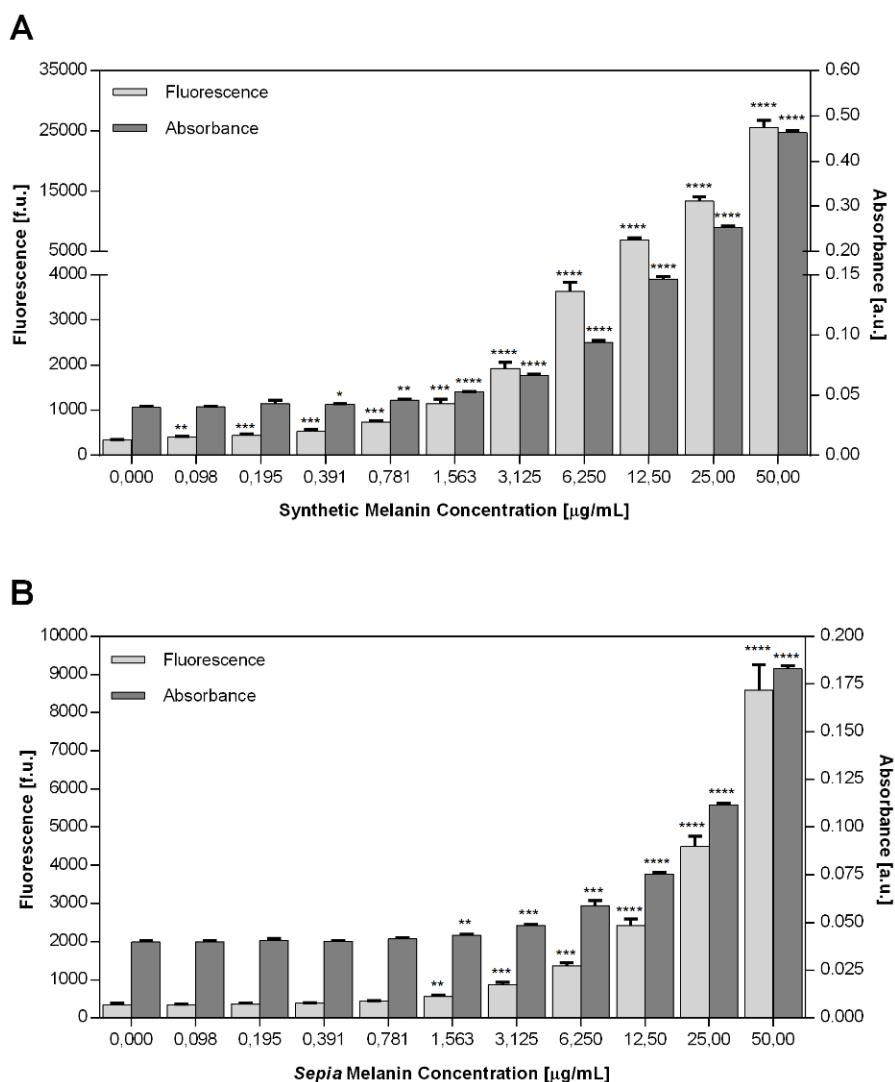 A
Fluorescence
Absorbance
Fluorescence [f.u.]
35000
25000
15000
5000
4000
3000
2000
1000
0
Absorbance [a.u.]
0.60
0.50
0.40
0.30
0.20
0.15
0.10
0.05
0.00
** *** *** *** *** **** **** **** **** ****
* ** **** **** **** **** **** ****
0,000 0,098 0,195 0,391 0,781 1,563 3,125 6,250 12,50 25,00 50,00
Synthetic Melanin Concentration [μg/mL]
B
Fluorescence
Absorbance
Fluorescence [f.u.]
10000
9000
8000
7000
6000
5000
4000
3000
2000
1000
0
Absorbance [a.u.]
0.200
0.175
0.150
0.125
0.100
0.075
0.050
0.025
0.000
** *** *** **** **** ****
** *** *** **** **** ****
0,000 0,098 0,195 0,391 0,781 1,563 3,125 6,250 12,50 25,00 50,00
Sepia Melanin Concentration [μg/mL]